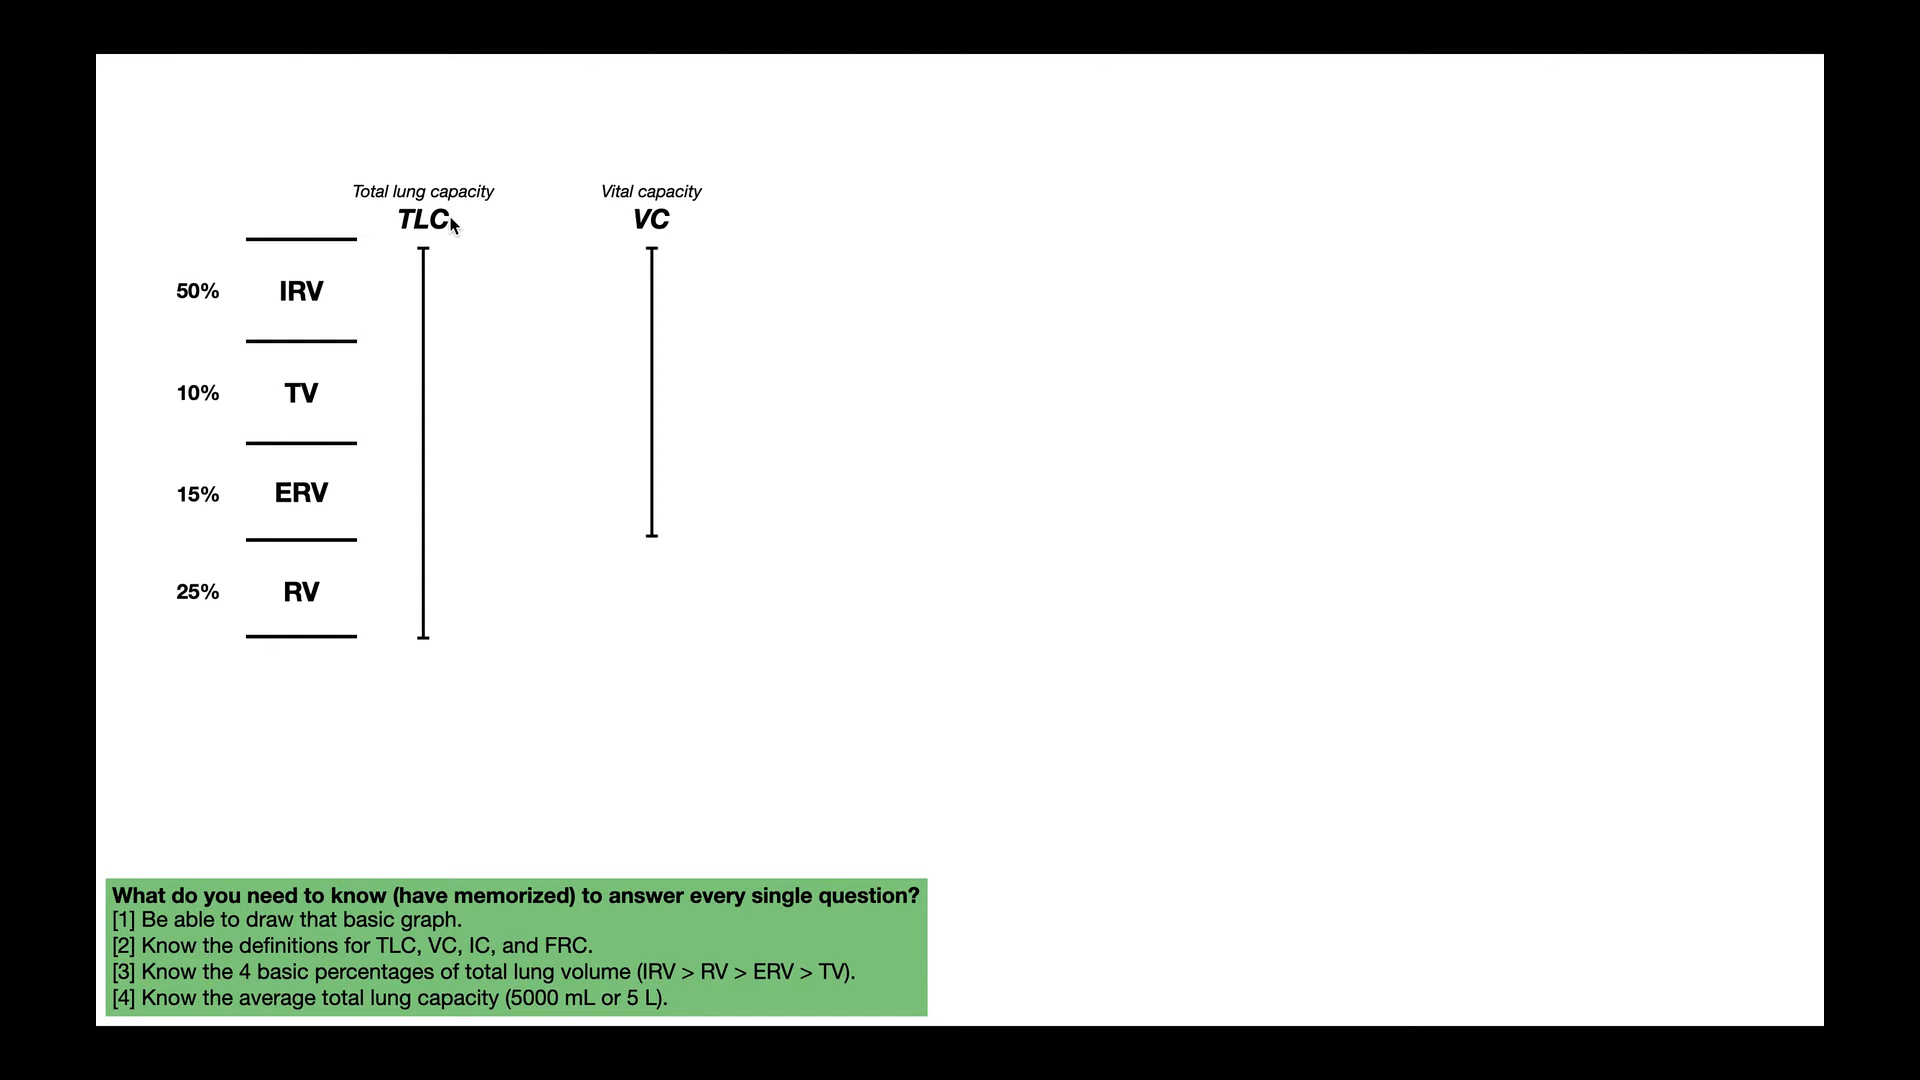 Total lung capacity
TLC
Vital capacity
VC
50% IRV
10% TV
15% ERV
25% RV
What do you need to know (have memorized) to answer every single question?
[1] Be able to draw that basic graph.
[2] Know the definitions for TLC, VC, IC, and FRC.
[3] Know the 4 basic percentages of total lung volume (IRV > RV > ERV > TV).
[4] Know the average total lung capacity (5000 mL or 5 L).